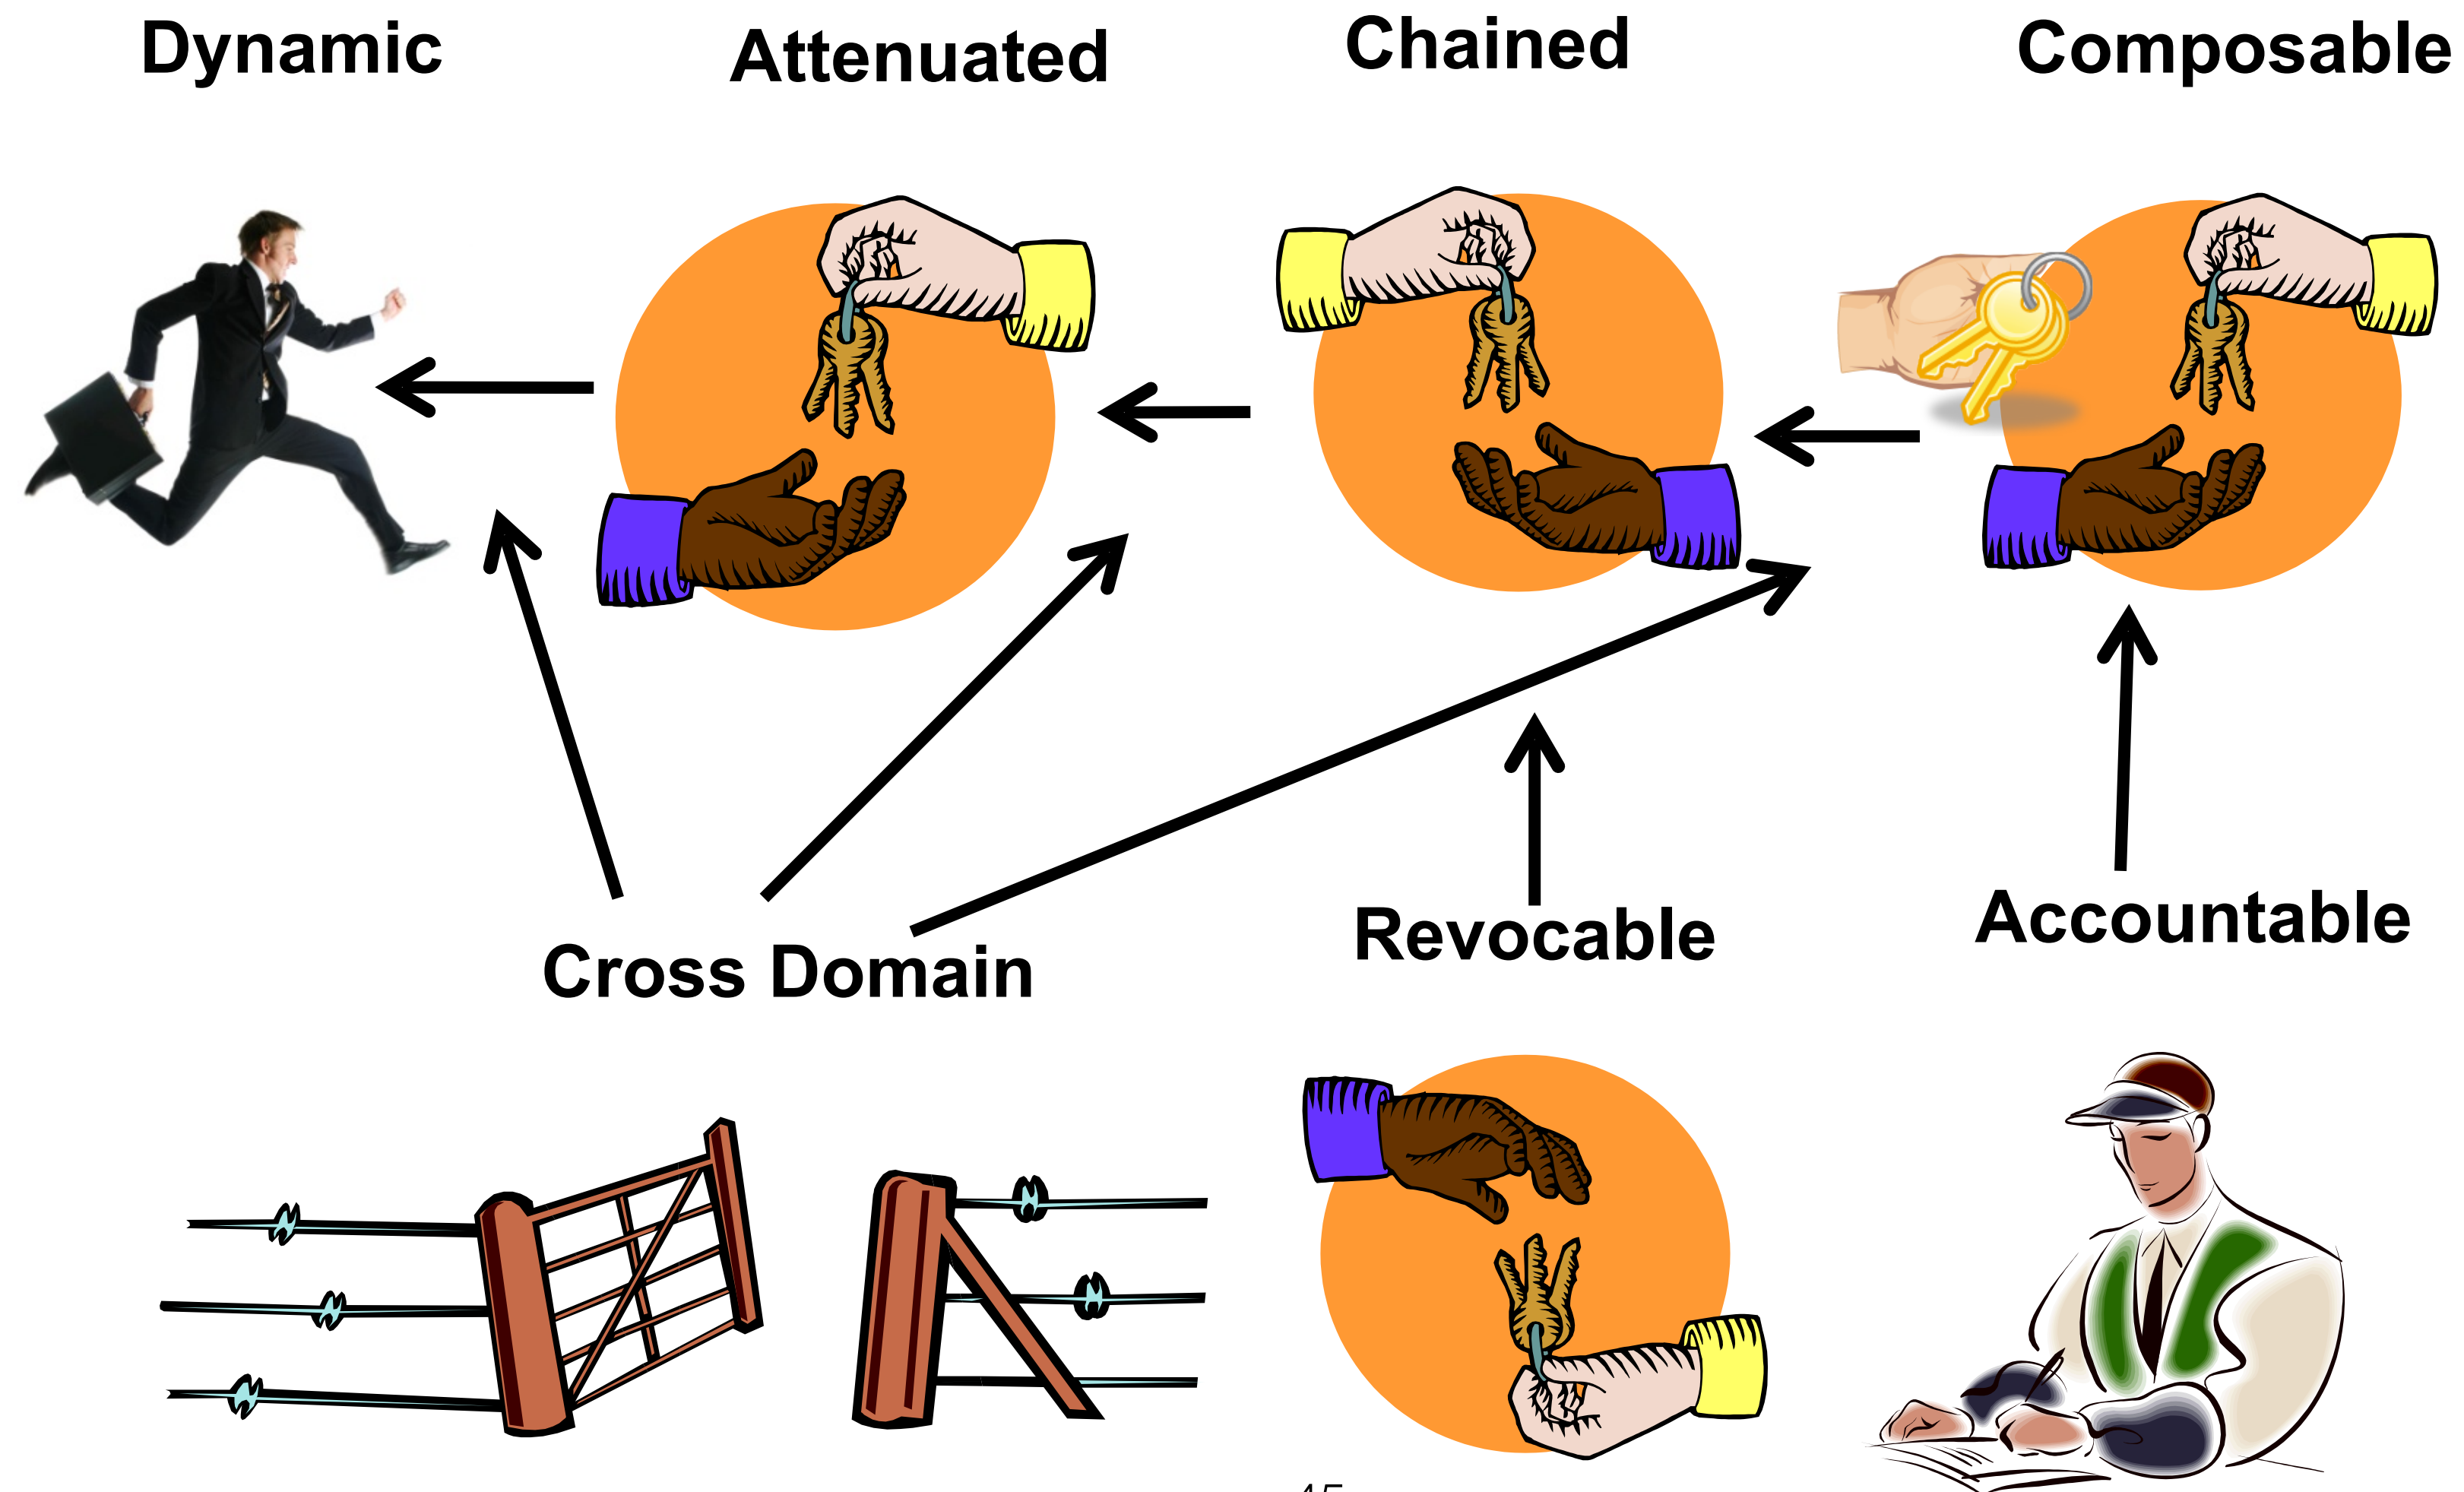 Dynamic
Attenuated
Chained
Composable
Cross Domain
Revocable
Accountable